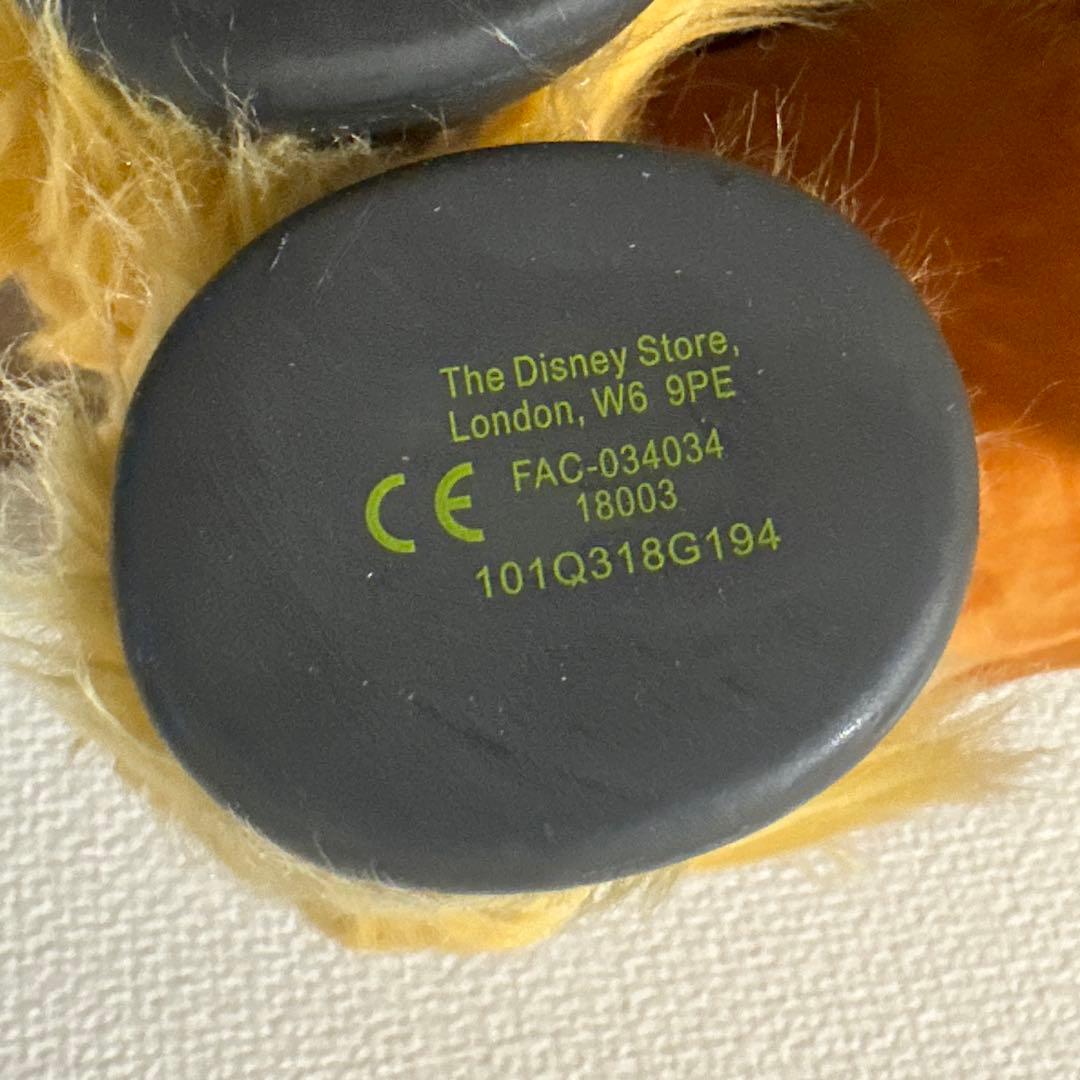 The Disney Store,
London, W6 9PE
CE FAC-034034
18003
101Q318G194